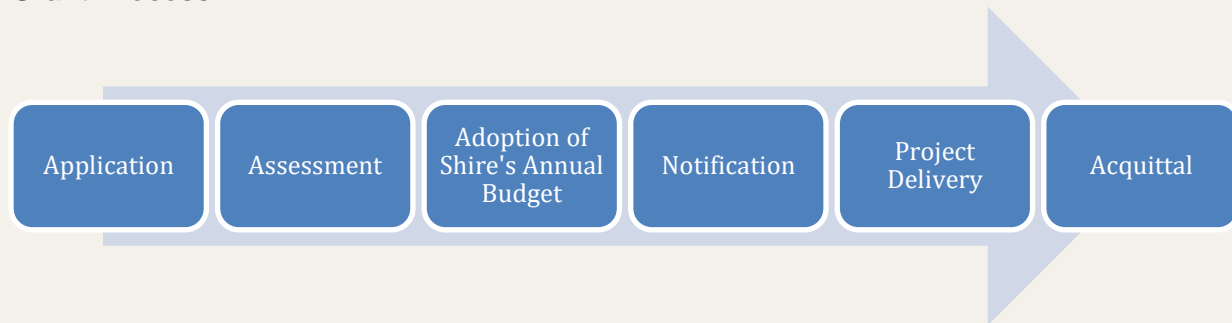 Application
Assessment
Adoption of
Shire's Annual
Budget
Notification
Project
Delivery
Acquittal